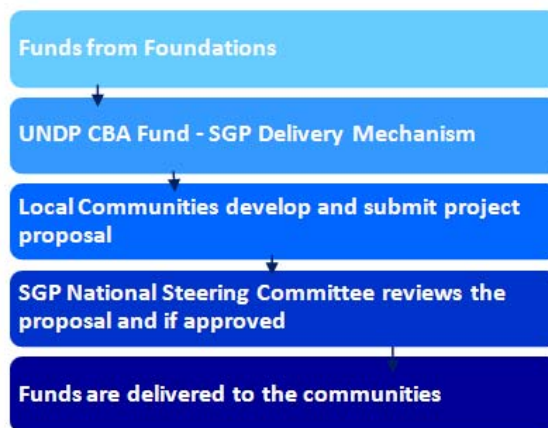 Funds from Foundations
UNDP CBA Fund - SGP Delivery Mechanism
Local Communities develop and submit project
proposal
SGP National Steering Committee reviews the
proposal and if approved
Funds are delivered to the communities